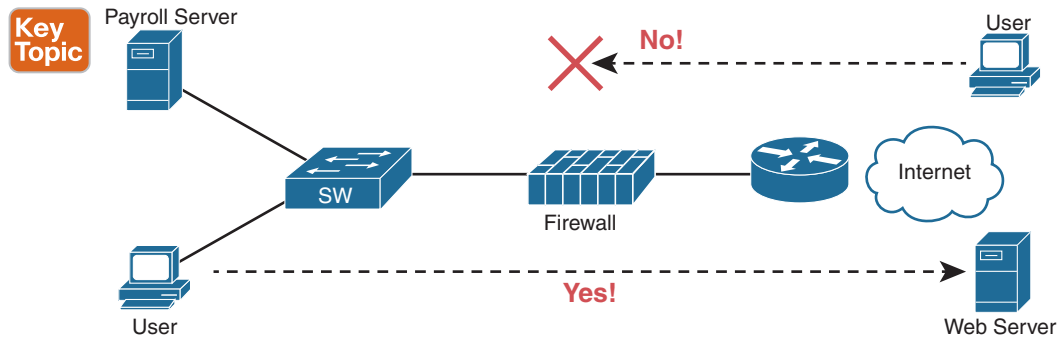 Key
Topic
Payroll Server
User
No!
SW
Firewall
Internet
Yes!
User
Web Server